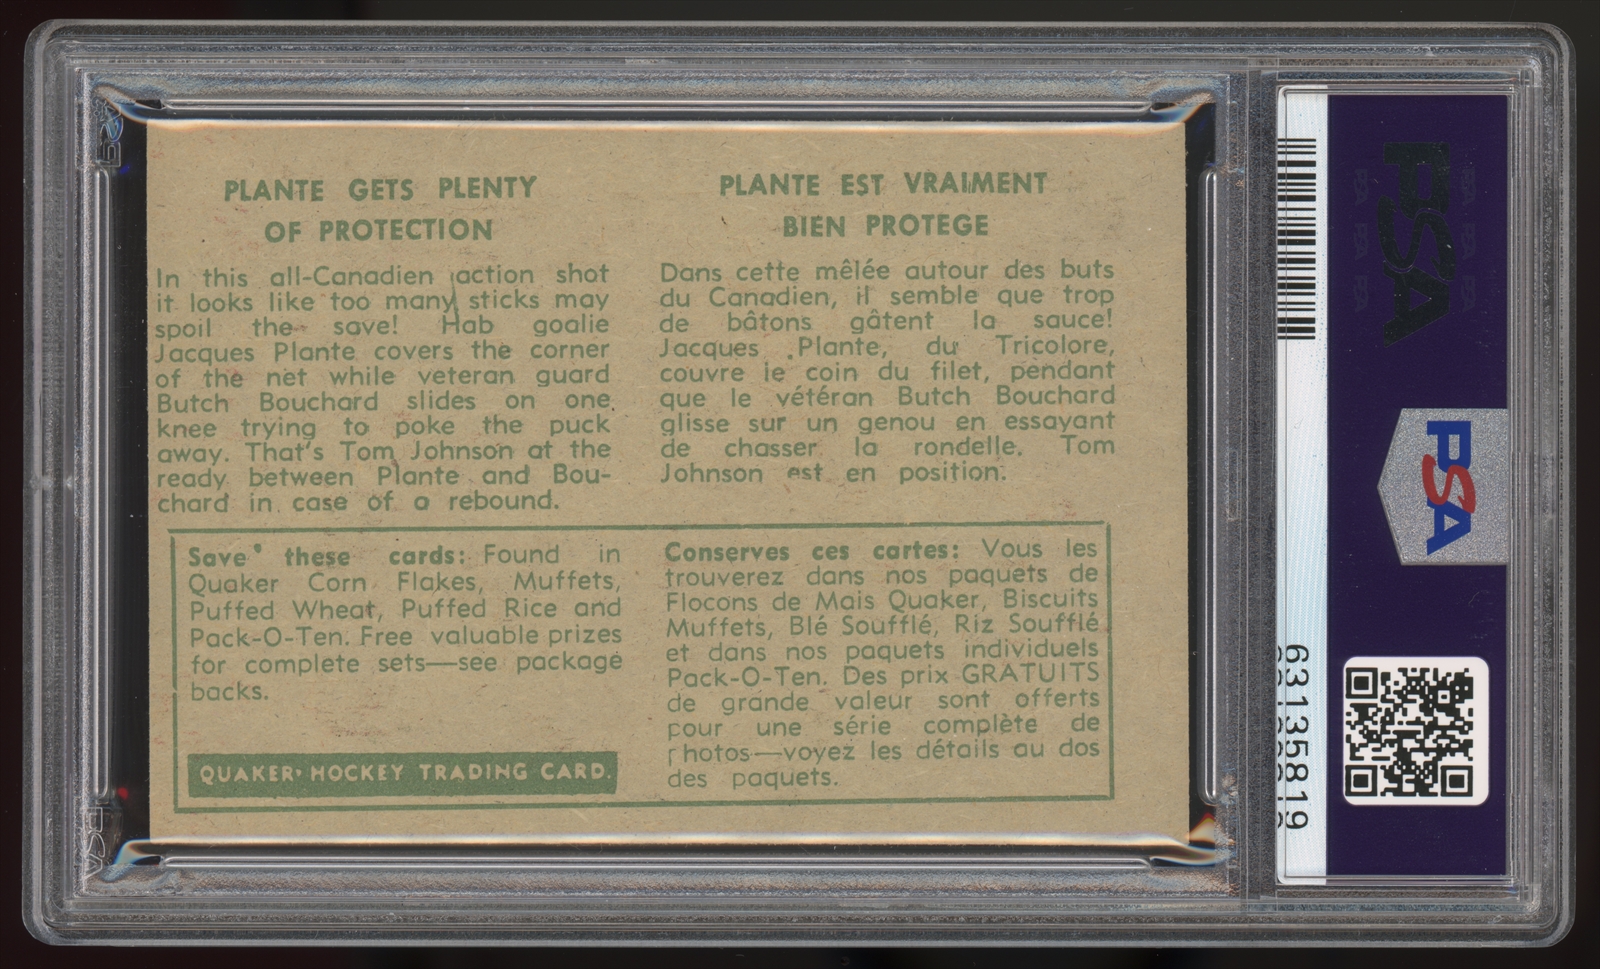 PLANTE GETS PLENTY
OF PROTECTION
In this all-Canadien action shot
it looks like too many sticks may
spoil the save! Hab goalie
Jacques Plante covers the corner
of the net while veteran guard
Butch Bouchard slides on one
knee trying to poke the puck
away. That's Tom Johnson at the
ready between Plante and Bou-
chard in case of a rebound.
PLANTE EST VRAIMENT
BIEN PROTEGE
Dans cette mêlée autour des buts
du Canadien, il semble que trop
de bâtons gâtent la sauce!
Jacques Plante, du Tricolore,
couvre le coin du filet, pendant
que le vétéran Butch Bouchard
glisse sur un genou en essayant
de chasser la rondelle. Tom
Johnson est en position.
Save these cards: Found in
Quaker Corn Flakes, Muffets,
Puffed Wheat, Puffed Rice and
Pack-O-Ten. Free valuable prizes
for complete sets—see package
backs.
QUAKER HOCKEY TRADING CARD.
Conserves ces cartes: Vous les
trouverez dans nos paquets de
Flocons de Mais Quaker, Biscuits
Muffets, Blé Soufflé, Riz Soufflé
et dans nos paquets individuels
Pack-O-Ten. Des prix GRATUITS
de grande valeur sont offerts
pour une série complète de
photos—voyez les détails au dos
des paquets.
PSA
PSA
63135819